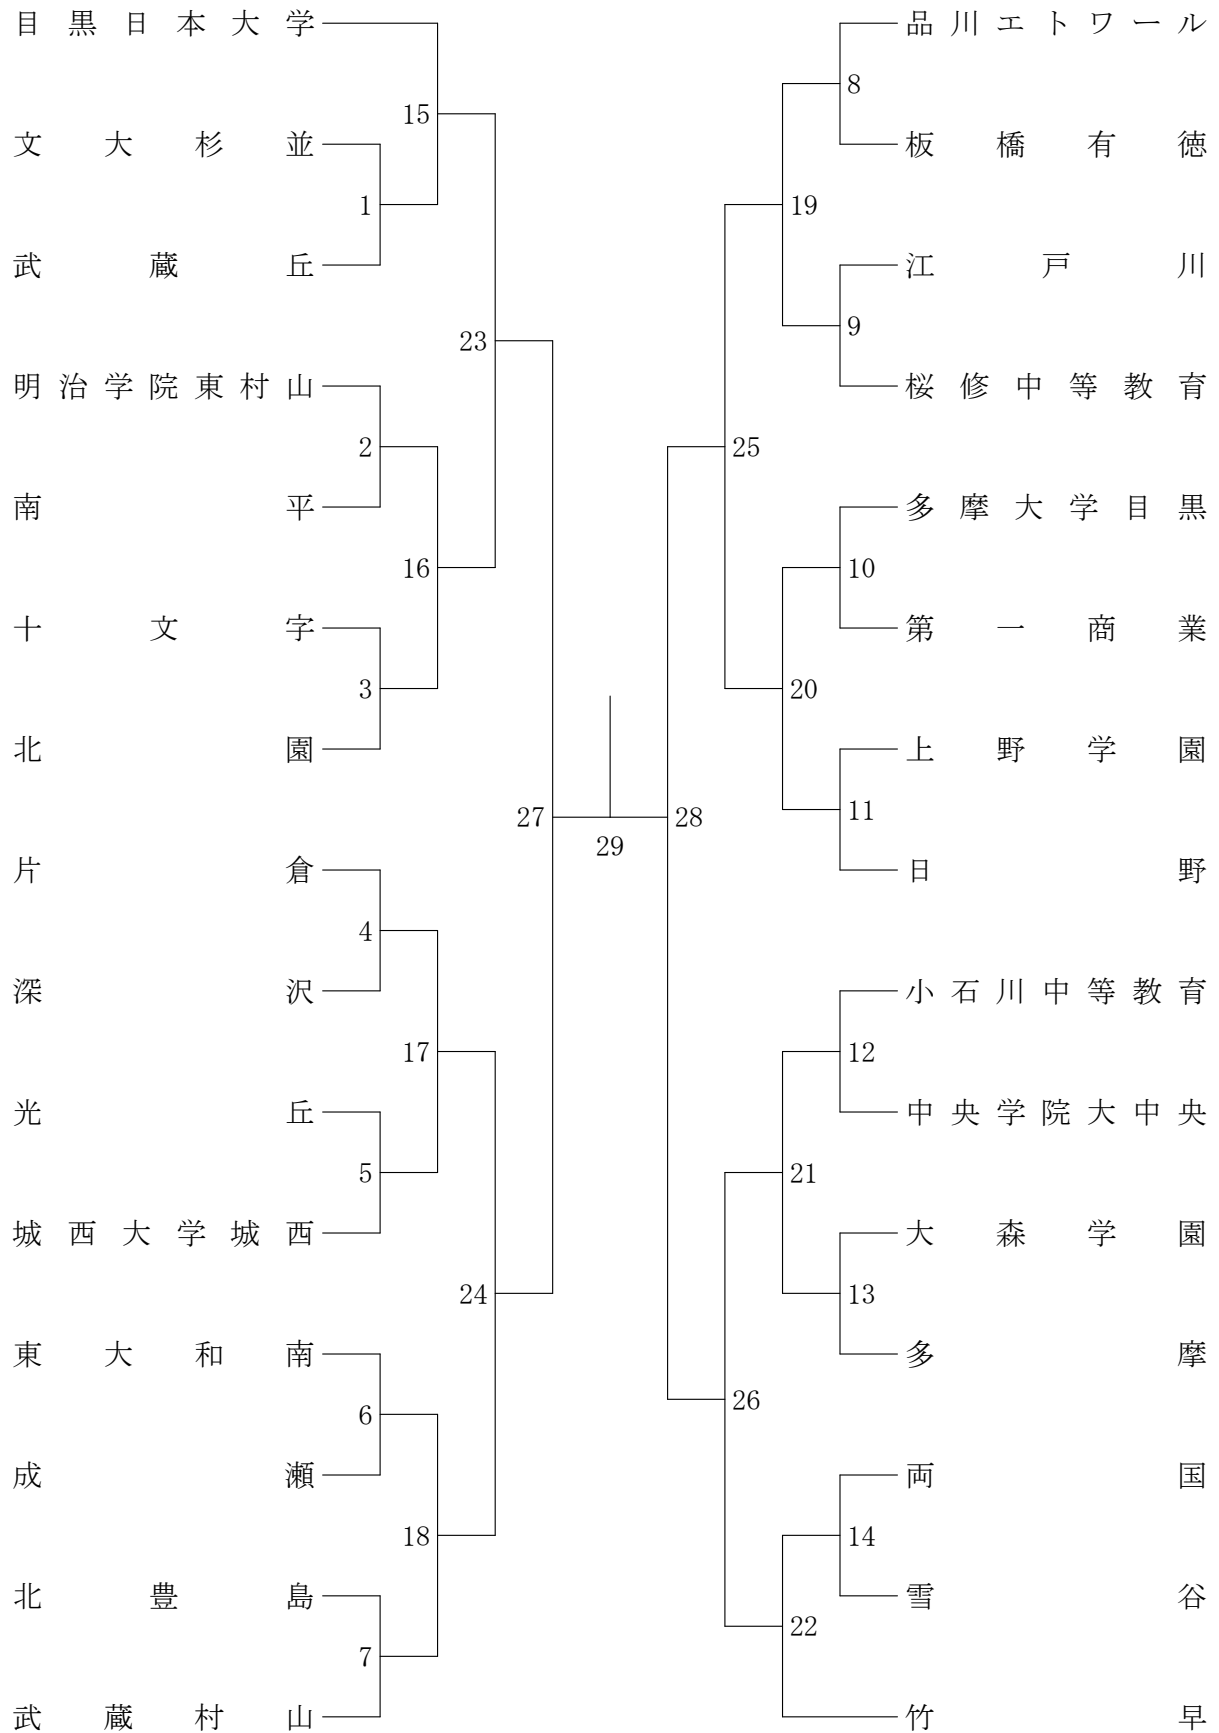 目黒日本大学
15
文大杉並
1
武蔵丘
23
明治学院東村山
2
南平
16
十文字
3
北園
27
片倉
4
深沢
17
光丘
5
城西大学城西
24
東大和南
6
成瀬
18
北豊島
7
武蔵村山
29
品川エトワール
8
板橋有徳
19
江戸川
9
桜修中等教育
25
多摩大学目黒
10
第一商業
20
上野学園
11
日野
28
小石川中等教育
12
中央学院大中央
21
大森学園
13
多摩
26
両国
14
雪谷
22
竹早